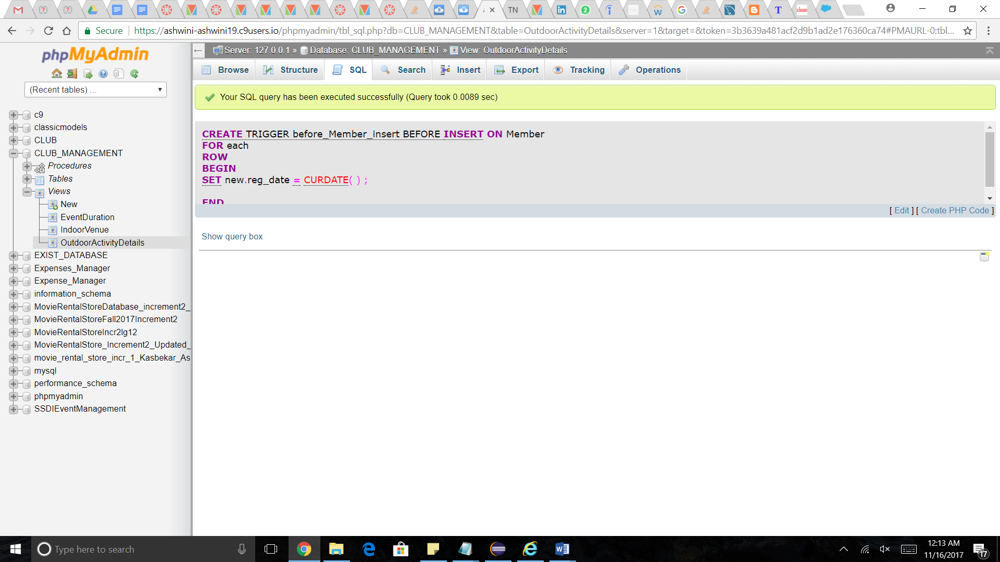 TN
2
Secure
https://ashwini-ashwini19.c9users.io/phpmyadmin/tbl_sql.php?db=CLUB_MANAGEMENT&table=OutdoorActivityDetails&server=1&target=&token=3b3639a481acf2d9b1ad2e176360ca74#PMAURL-0:tbl...
phpMyAdmin
(Recent tables) ...
c9
classicmodels
CLUB
CLUB_MANAGEMENT
Procedures
Tables
Views
New
EventDuration
IndoorVenue
OutdoorActivityDetails
EXIST_DATABASE
Expenses_Manager
Expense_Manager
information_schema
MovieRentalStoreDatabase_increment2_
MovieRentalStoreFall2017Increment2
MovieRentalStoreIncr2Ig12
MovieRentalStore_Increment2_Updated_
movie_rental_store_incr_1_Kasbekar_As
mysql
performance_schema
phpmyadmin
SSDIEventManagement
Server: 127.0.0.1 » Database: CLUB_MANAGEMENT » View: OutdoorActivityDetails
Browse Structure SQL Search Insert Export Tracking Operations
Your SQL query has been executed successfully (Query took 0.0089 sec)
CREATE TRIGGER before_Member_insert BEFORE INSERT ON Member
FOR each
ROW
BEGIN
SET new.reg_date = CURDATE( ) ;
END
[ Edit ] [ Create PHP Code ]
Show query box
Type here to search
12:13 AM
11/16/2017
17